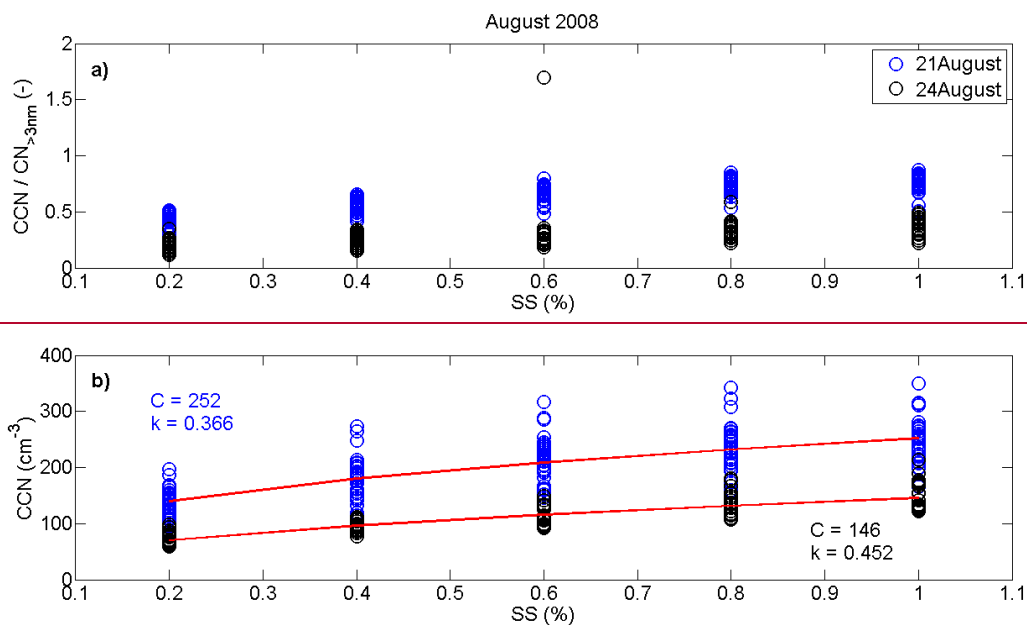 August 2008
a)
21August
24August
2
1.5
1
0.5
0
CCN / CN>3nm (-)
0.1 0.2 0.3 0.4 0.5 0.6 0.7 0.8 0.9 1 1.1
SS (%)
b)
C = 252
k = 0.366
400
300
200
100
0
CCN (cm-3)
C = 146
k = 0.452
0.1 0.2 0.3 0.4 0.5 0.6 0.7 0.8 0.9 1 1.1
SS (%)